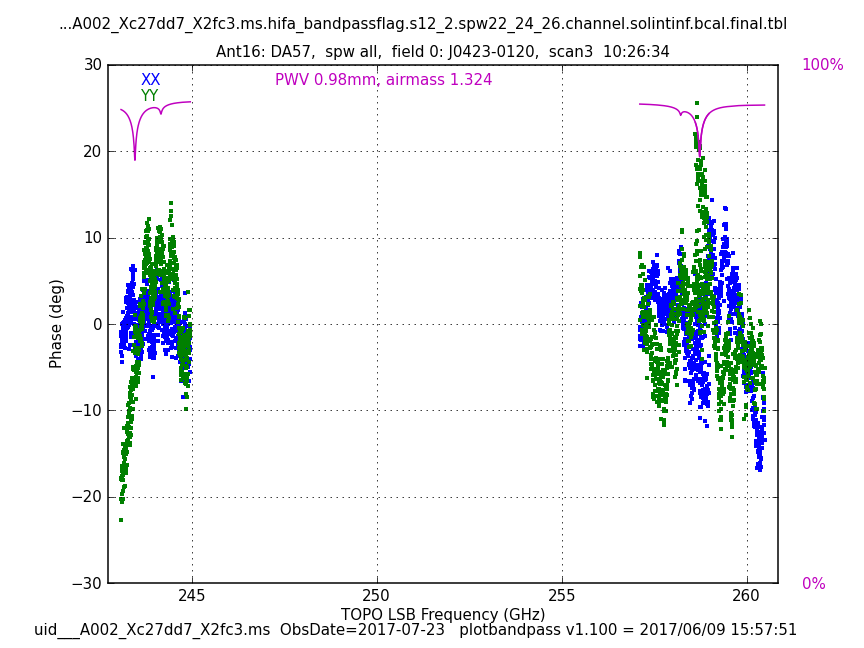 ...A002_Xc27dd7_X2fc3.ms.hifa_bandpassflag.s12_2.spw22_24_26.channel.solintinf.bcal.final.tbl
Ant16: DA57,  spw all,  field 0: J0423-0120,  scan3  10:26:34
30
100%
XX
PWV 0.98mm, airmass 1.324
YY
20
10
0
−10
−20
−30
0%
Phase (deg)
245
250
255
260
TOPO LSB Frequency (GHz)
uid___A002_Xc27dd7_X2fc3.ms  ObsDate=2017-07-23   plotbandpass v1.100 = 2017/06/09 15:57:51